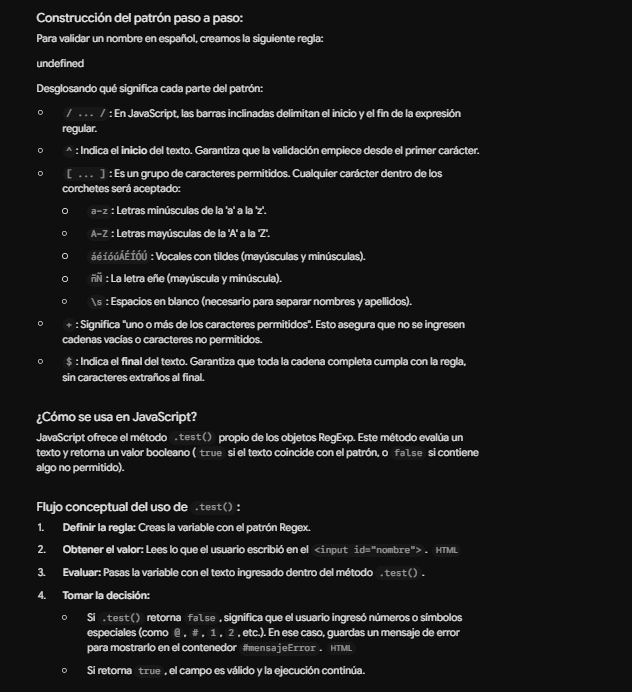 Construcción del patrón paso a paso:
Para validar un nombre en español, creamos la siguiente regla:
undefined
Desglosando qué significa cada parte del patrón:
/ ... / : En JavaScript, las barras inclinadas delimitan el inicio y el fin de la expresión
regular.
^ : Indica el inicio del texto. Garantiza que la validación empiece desde el primer carácter.
[ ... ] : Es un grupo de caracteres permitidos. Cualquier carácter dentro de los
corchetes será aceptado:
a-z : Letras minúsculas de la 'a' a la 'z'.
A-Z : Letras mayúsculas de la 'A' a la 'Z'.
áéíóúÁÉÍÓÚ : Vocales con tildes (mayúsculas y minúsculas).
ñÑ : La letra eñe (mayúscula y minúscula).
\s : Espacios en blanco (necesario para separar nombres y apellidos).
+ : Significa "uno o más de los caracteres permitidos". Esto asegura que no se ingresen
cadenas vacías o caracteres no permitidos.
$ : Indica el final del texto. Garantiza que toda la cadena completa cumpla con la regla,
sin caracteres extraños al final.
¿Cómo se usa en JavaScript?
JavaScript ofrece el método .test() propio de los objetos RegExp. Este método evalúa un
texto y retorna un valor booleano ( true si el texto coincide con el patrón, o false si contiene
algo no permitido).
Flujo conceptual del uso de .test() :
1. Definir la regla: Creas la variable con el patrón Regex.
2. Obtener el valor: Lees lo que el usuario escribió en el <input id="nombre"> . HTML
3. Evaluar: Pasas la variable con el texto ingresado dentro del método .test() .
4. Tomar la decisión:
Si .test() retorna false , significa que el usuario ingresó números o símbolos
especiales (como @ , # , 1 , 2 , etc.). En ese caso, guardas un mensaje de error
para mostrarlo en el contenedor #mensajeError . HTML
Si retorna true , el campo es válido y la ejecución continúa.